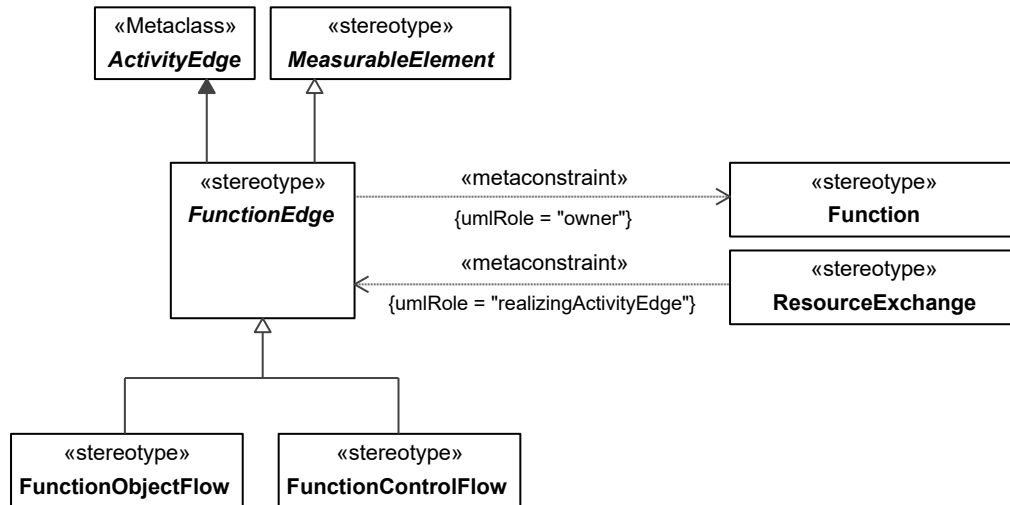 «Metaclass»
ActivityEdge
«stereotype»
MeasurableElement
«stereotype»
FunctionEdge
«metaconstraint»
{umlRole = "owner"}
«stereotype»
Function
«metaconstraint»
{umlRole = "realizingActivityEdge"}
«stereotype»
ResourceExchange
«stereotype»
FunctionObjectFlow
«stereotype»
FunctionControlFlow